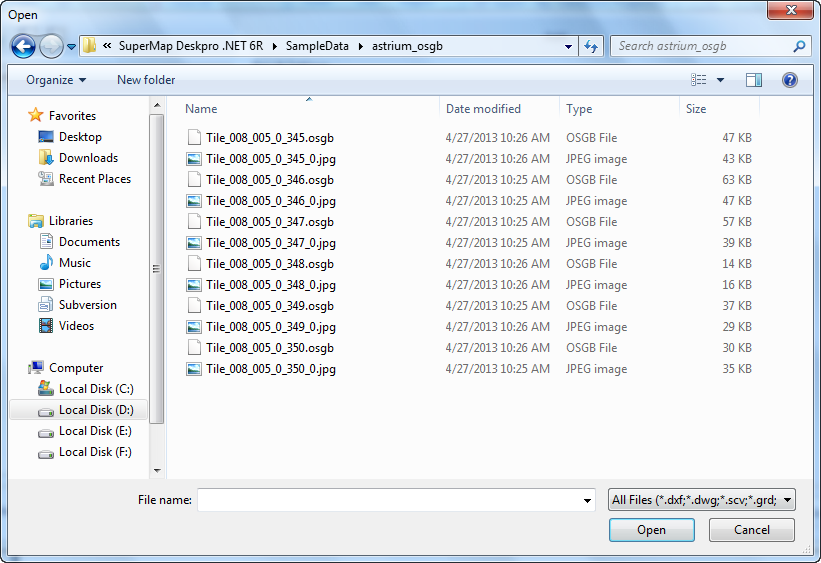 Open
« SuperMap Deskpro .NET 6R ▸ SampleData ▸ astrium_osgb
Search astrium_osgb
Organize New folder
Favorites
Desktop
Downloads
Recent Places
Libraries
Documents
Music
Pictures
Subversion
Videos
Computer
Local Disk (C:)
Local Disk (D:)
Local Disk (E:)
Local Disk (F:)
Name Date modified Type Size
Tile_008_005_0_345.osgb 4/27/2013 10:26 AM OSGB File 47 KB
Tile_008_005_0_345_0.jpg 4/27/2013 10:26 AM JPEG image 43 KB
Tile_008_005_0_346.osgb 4/27/2013 10:25 AM OSGB File 63 KB
Tile_008_005_0_346_0.jpg 4/27/2013 10:25 AM JPEG image 47 KB
Tile_008_005_0_347.osgb 4/27/2013 10:25 AM OSGB File 57 KB
Tile_008_005_0_347_0.jpg 4/27/2013 10:26 AM JPEG image 39 KB
Tile_008_005_0_348.osgb 4/27/2013 10:26 AM OSGB File 14 KB
Tile_008_005_0_348_0.jpg 4/27/2013 10:26 AM JPEG image 16 KB
Tile_008_005_0_349.osgb 4/27/2013 10:25 AM OSGB File 37 KB
Tile_008_005_0_349_0.jpg 4/27/2013 10:26 AM JPEG image 29 KB
Tile_008_005_0_350.osgb 4/27/2013 10:26 AM OSGB File 30 KB
Tile_008_005_0_350_0.jpg 4/27/2013 10:25 AM JPEG image 35 KB
File name:
All Files (*.dxf;*.dwg;*.scv;*.grd;
Open Cancel